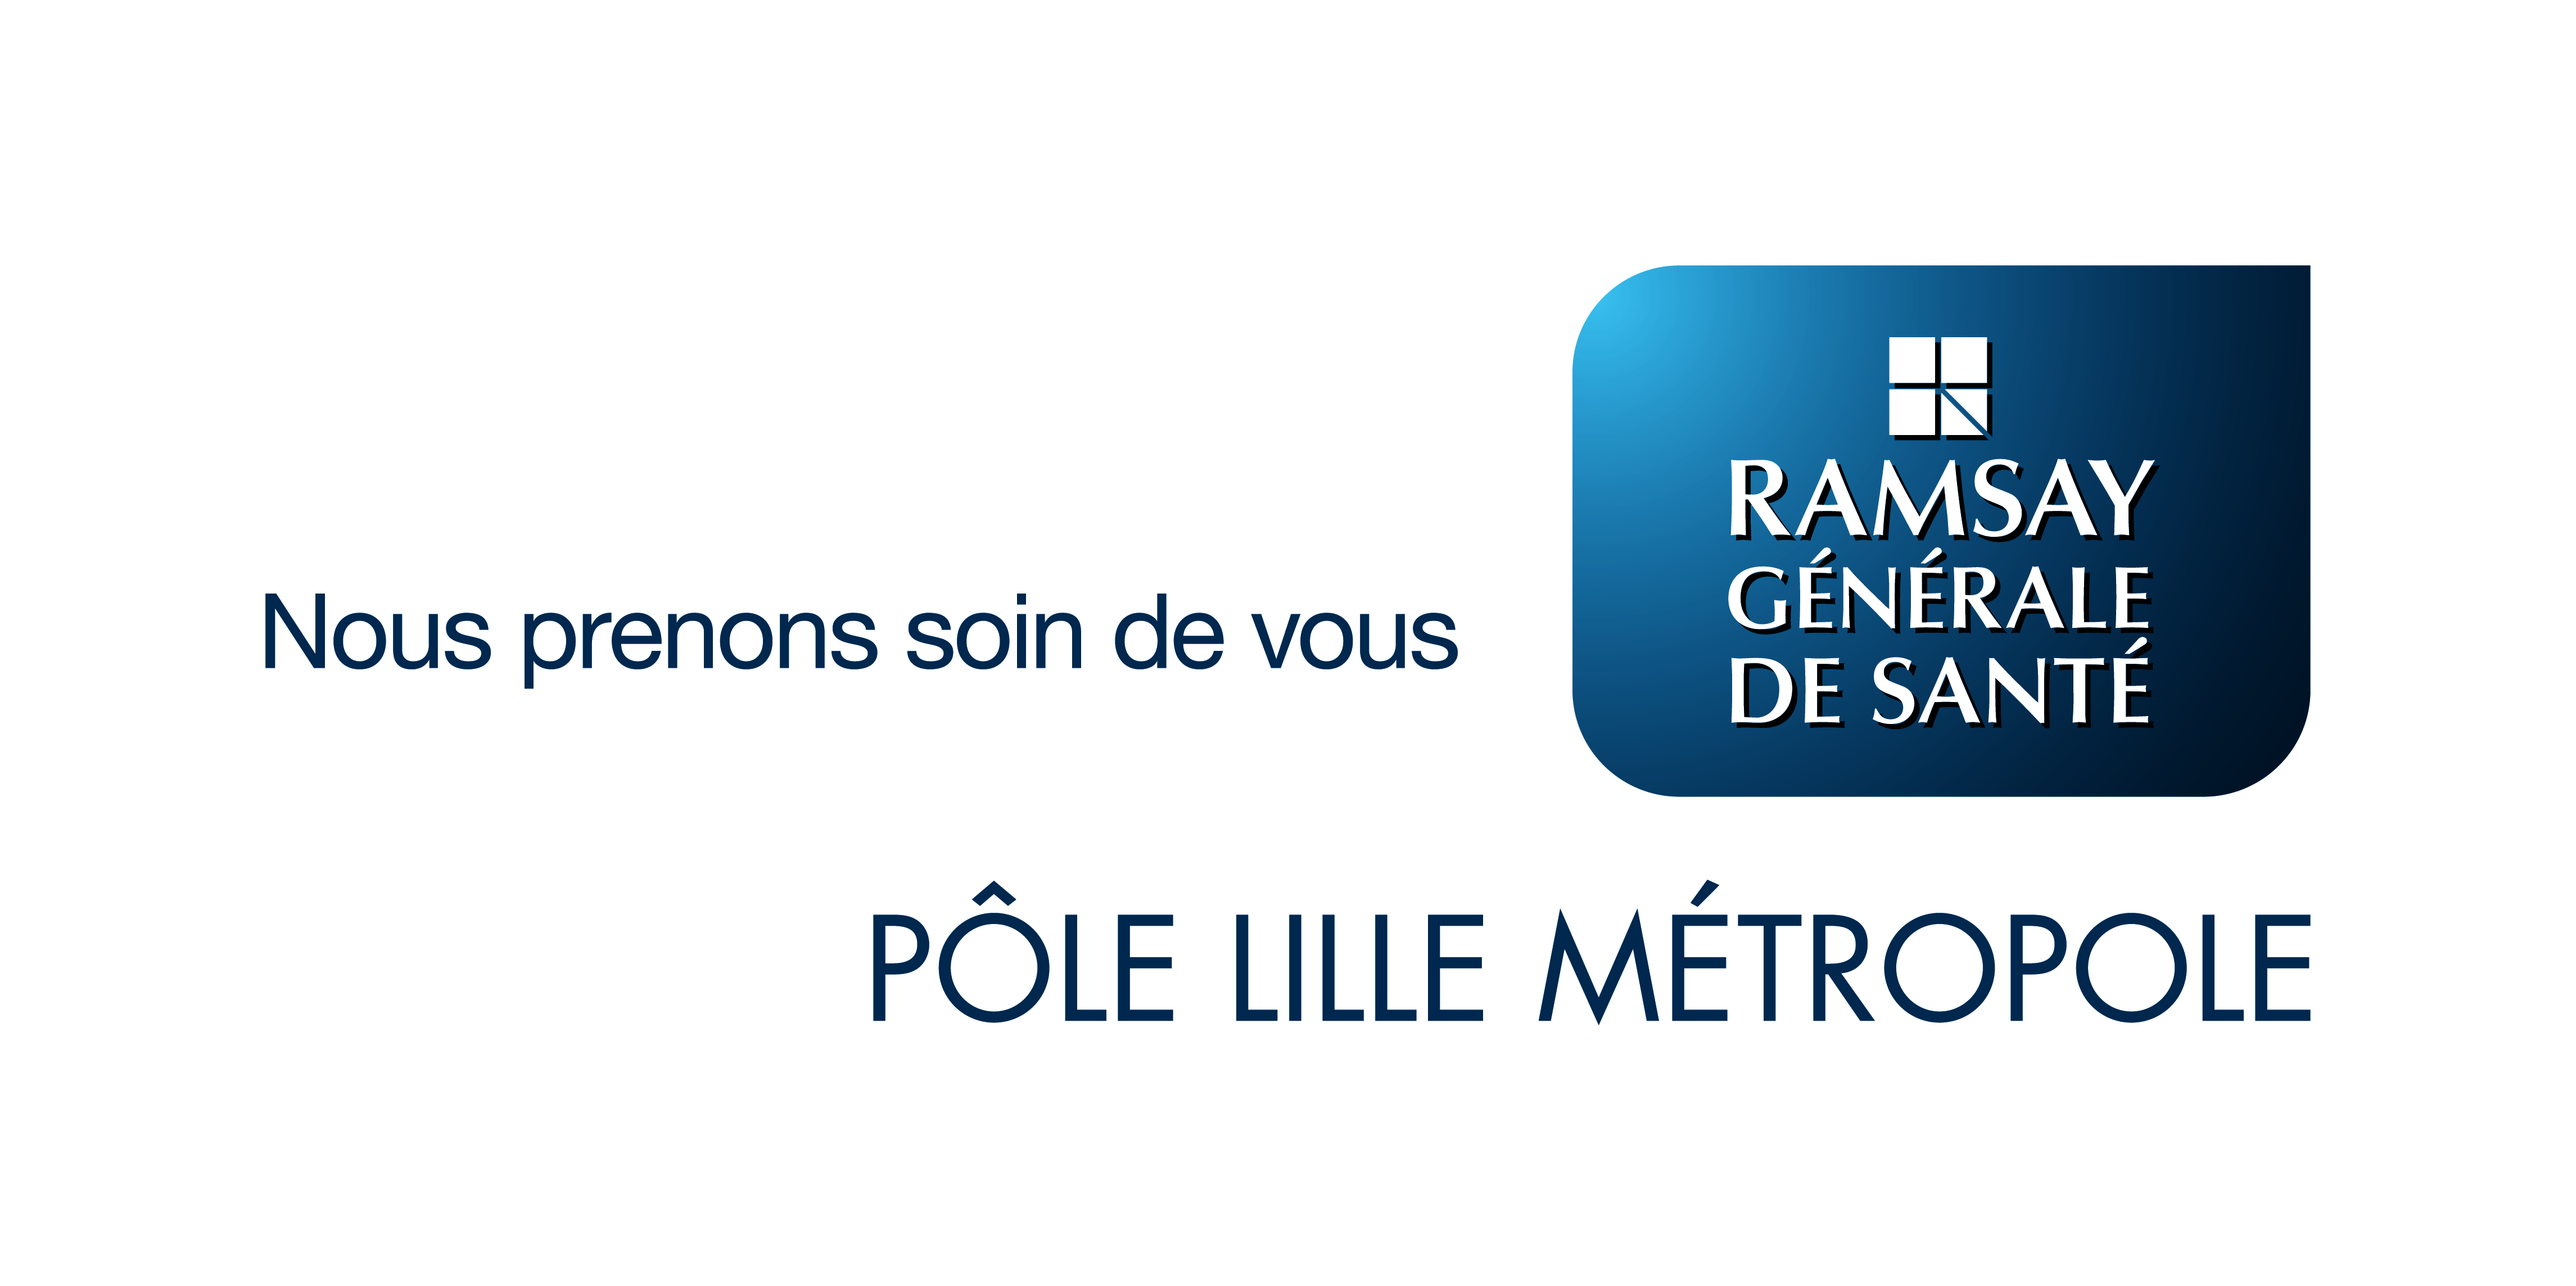 RAMSAY
GÉNÉRALE
DE SANTÉ
Nous prenons soin de vous
PÔLE LILLE MÉTROPOLE